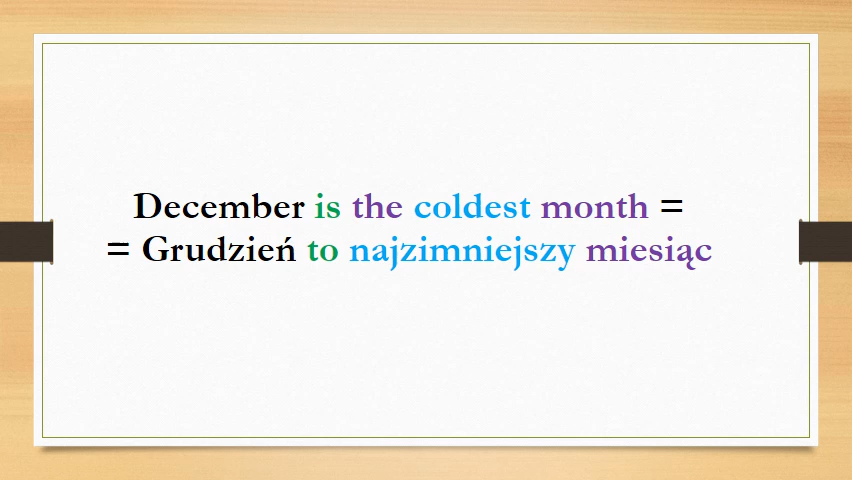 December is the coldest month =
= Grudzień to najzimniejszy miesiąc